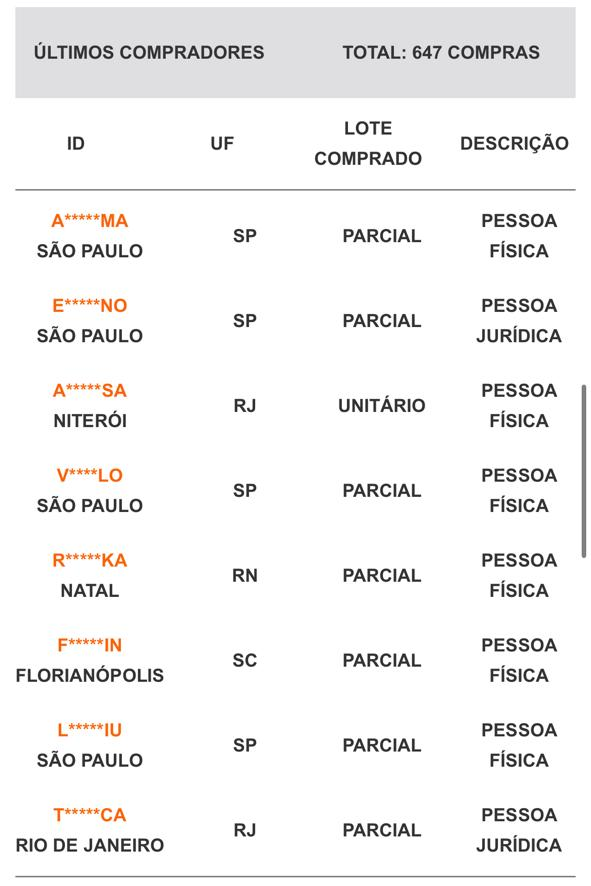 ÚLTIMOS COMPRADORES TOTAL: 647 COMPRAS
ID UF LOTE COMPRADO DESCRIÇÃO
A*****MA
SÃO PAULO SP PARCIAL PESSOA FÍSICA
E*****NO
SÃO PAULO SP PARCIAL PESSOA JURÍDICA
A*****SA
NITERÓI RJ UNITÁRIO PESSOA FÍSICA
V****LO
SÃO PAULO SP PARCIAL PESSOA FÍSICA
R*****KA
NATAL RN PARCIAL PESSOA FÍSICA
F*****IN
FLORIANÓPOLIS SC PARCIAL PESSOA FÍSICA
L*****IU
SÃO PAULO SP PARCIAL PESSOA FÍSICA
T*****CA
RIO DE JANEIRO RJ PARCIAL PESSOA JURÍDICA